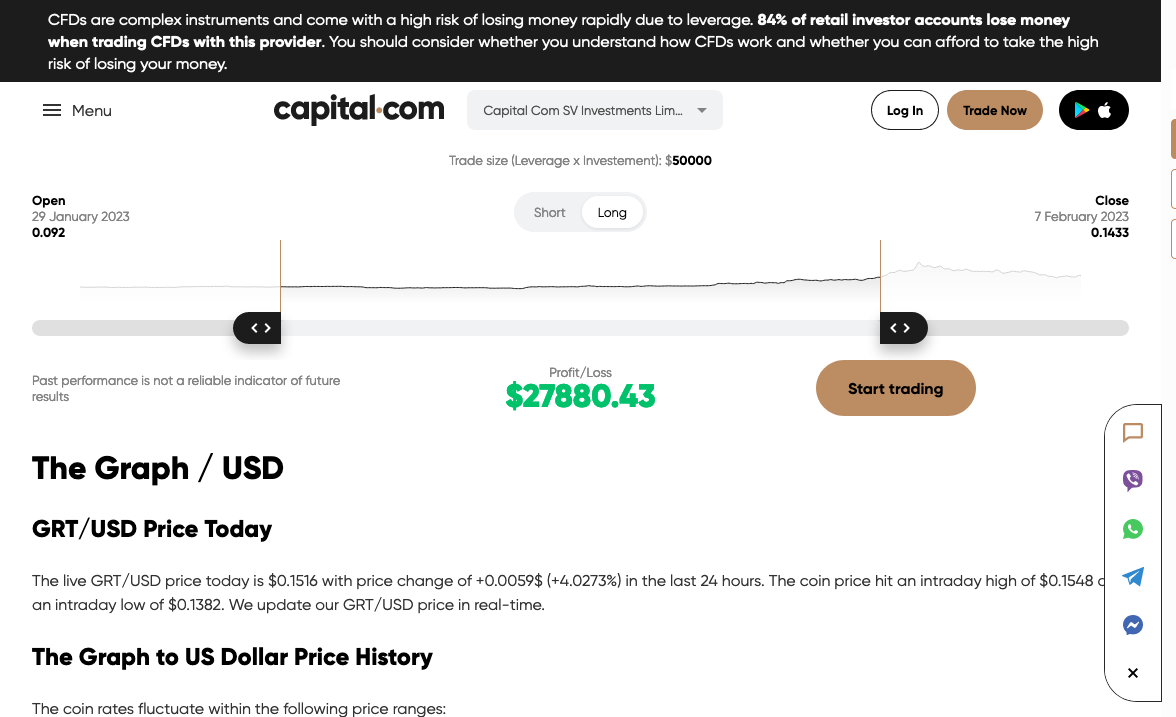 CFDs are complex instruments and come with a high risk of losing money rapidly due to leverage. 84% of retail investor accounts lose money
when trading CFDs with this provider. You should consider whether you understand how CFDs work and whether you can afford to take the high
risk of losing your money.
Menu
capital.com
Capital Com SV Investments Lim...
Log In
Trade Now
Trade size (Leverage x Investement): $50000
Open
29 January 2023
0.092
Short
Long
Close
7 February 2023
0.1433
Past performance is not a reliable indicator of future
results
Profit/Loss
$27880.43
Start trading
The Graph / USD
GRT/USD Price Today
The live GRT/USD price today is $0.1516 with price change of +0.0059$ (+4.0273%) in the last 24 hours. The coin price hit an intraday high of $0.1548
an intraday low of $0.1382. We update our GRT/USD price in real-time.
The Graph to US Dollar Price History
The coin rates fluctuate within the following price ranges: